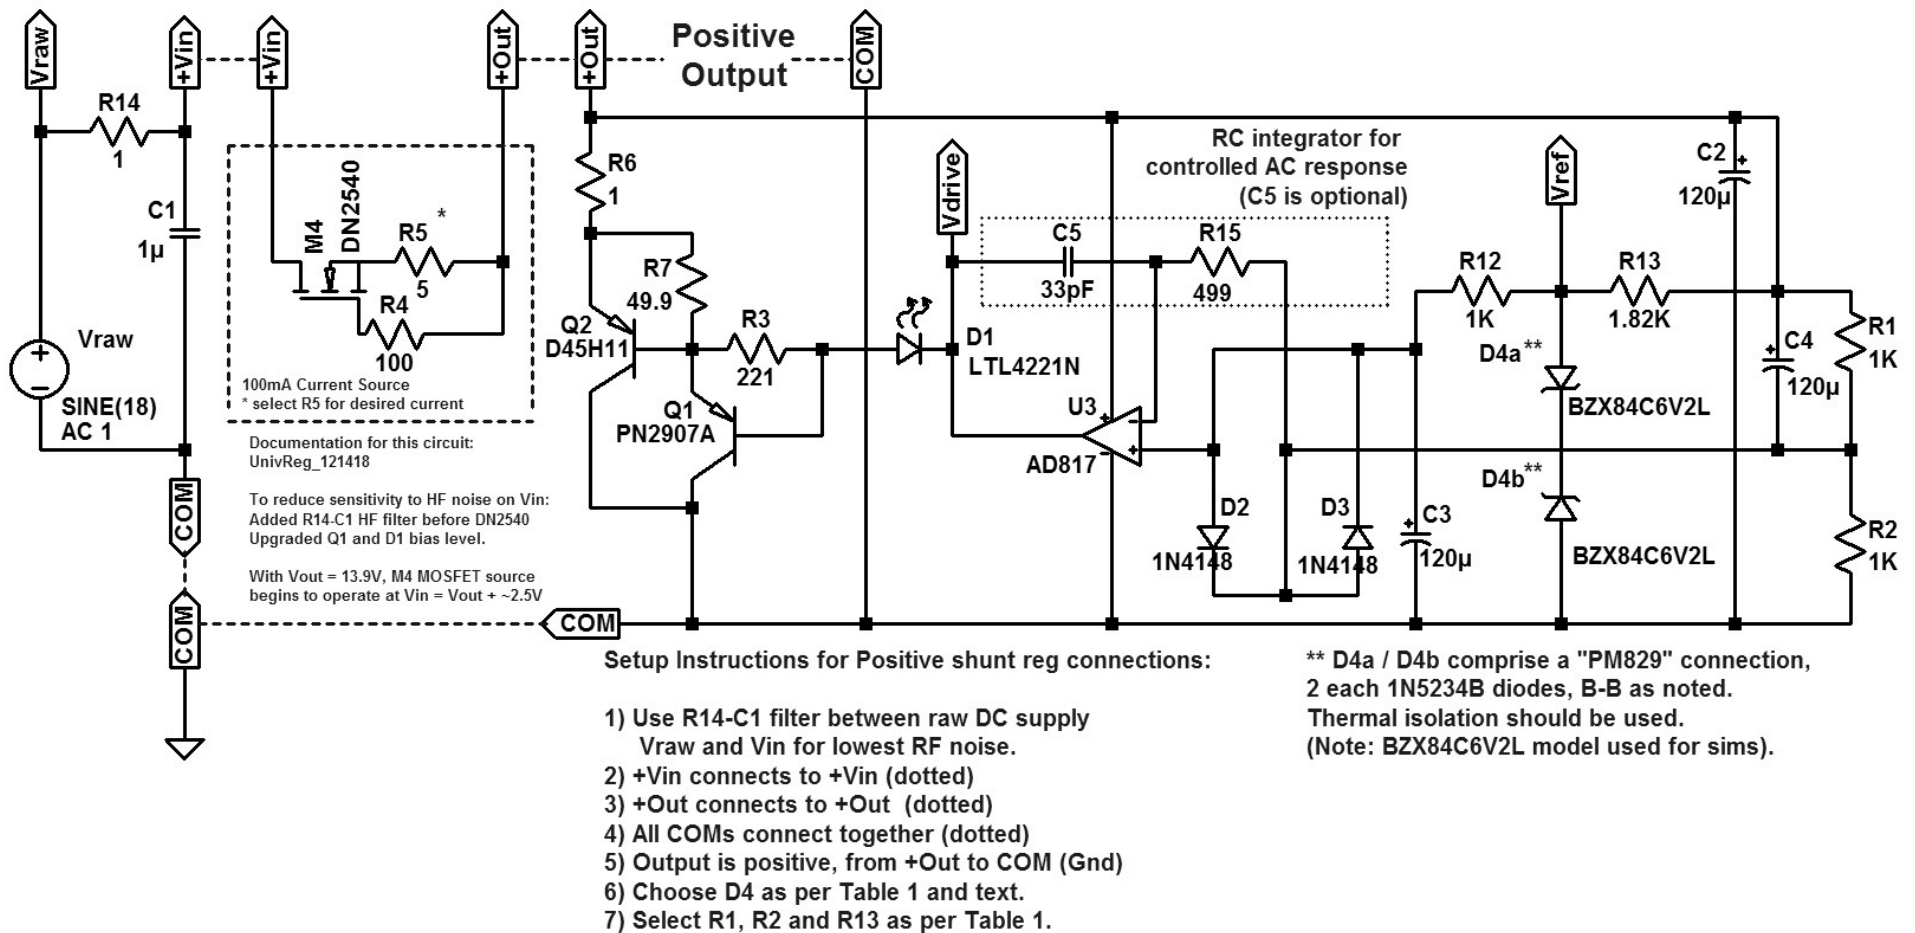 Vraw
+Vin
+Vin
+Out
+Out
Positive
Output
COM
R14
1
C1
1µ
M4
DN2540
R5
*
5
R4
100
100mA Current Source
* select R5 for desired current
Vraw
SINE(18)
AC 1
COM
COM
Documentation for this circuit:
UnivReg_121418
To reduce sensitivity to HF noise on Vin:
Added R14-C1 HF filter before DN2540
Upgraded Q1 and D1 bias level.
With Vout = 13.9V, M4 MOSFET source
begins to operate at Vin = Vout + ~2.5V
R6
1
R7
49.9
Q2
D45H11
R3
221
Q1
PN2907A
COM
Vdrive
D1
LTL4221N
RC integrator for
controlled AC response
(C5 is optional)
C5
33pF
R15
499
U3
+
-
-
+
AD817
D2
1N4148
D3
1N4148
C3
+
120µ
R12
1K
Vref
R13
1.82K
D4a**
BZX84C6V2L
D4b**
BZX84C6V2L
C2
+
120µ
C4
+
120µ
R1
1K
R2
1K
Setup Instructions for Positive shunt reg connections:
1) Use R14-C1 filter between raw DC supply
Vraw and Vin for lowest RF noise.
2) +Vin connects to +Vin (dotted)
3) +Out connects to +Out (dotted)
4) All COMs connect together (dotted)
5) Output is positive, from +Out to COM (Gnd)
6) Choose D4 as per Table 1 and text.
7) Select R1, R2 and R13 as per Table 1.
** D4a / D4b comprise a "PM829" connection,
2 each 1N5234B diodes, B-B as noted.
Thermal isolation should be used.
(Note: BZX84C6V2L model used for sims).